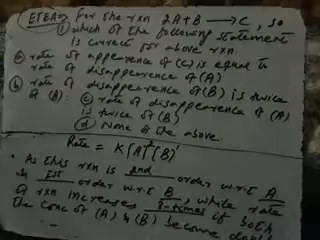 (ETEA) For the rxn 2A+B → C, so
① which of the following statement
is correct for above rxn.
ⓐ rate of appearence of (C) is equal to
rate of disappearence of (A)
ⓑ rate of disappearence of (B) is twice
of (A). ⓒ rate of disappearence of (A)
is twice of (B)
ⓓ None of the above.
Rate = K[A]²[B]¹
• As this rxn is 2nd order w.r.t A
& Ist order w.r.t B, while rate
of rxn increases 8-times if both
the conc of (A) & (B) become